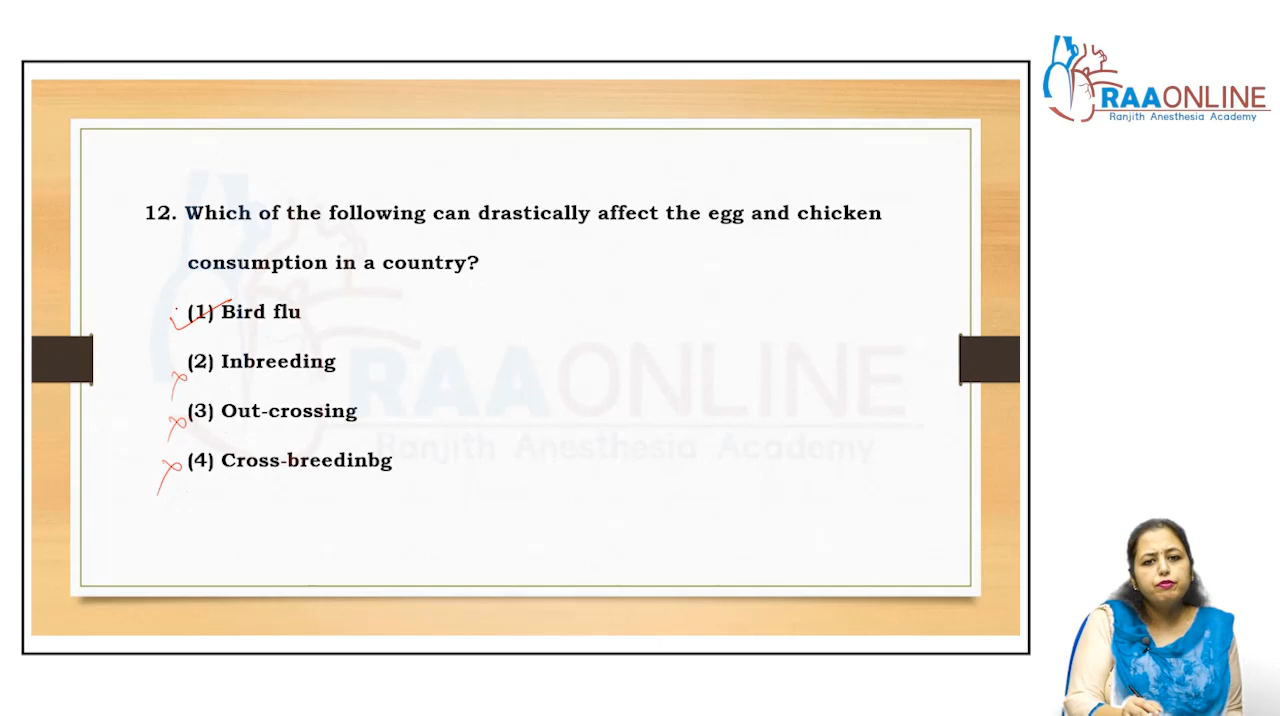 RAAONLINE
Ranjith Anesthesia Academy
12. Which of the following can drastically affect the egg and chicken
consumption in a country?
(1) Bird flu
(2) Inbreeding
(3) Out-crossing
(4) Cross-breedinbg
RAAONLINE
Ranjith Anesthesia Academy